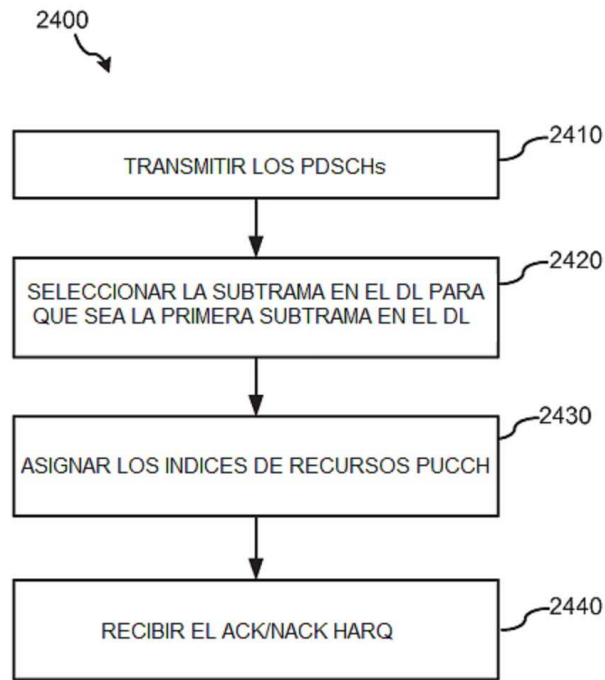 2400
TRANSMITIR LOS PDSCHs
2410
SELECCIONAR LA SUBTRAMA EN EL DL PARA
QUE SEA LA PRIMERA SUBTRAMA EN EL DL
2420
ASIGNAR LOS INDICES DE RECURSOS PUCCH
2430
RECIBIR EL ACK/NACK HARQ
2440